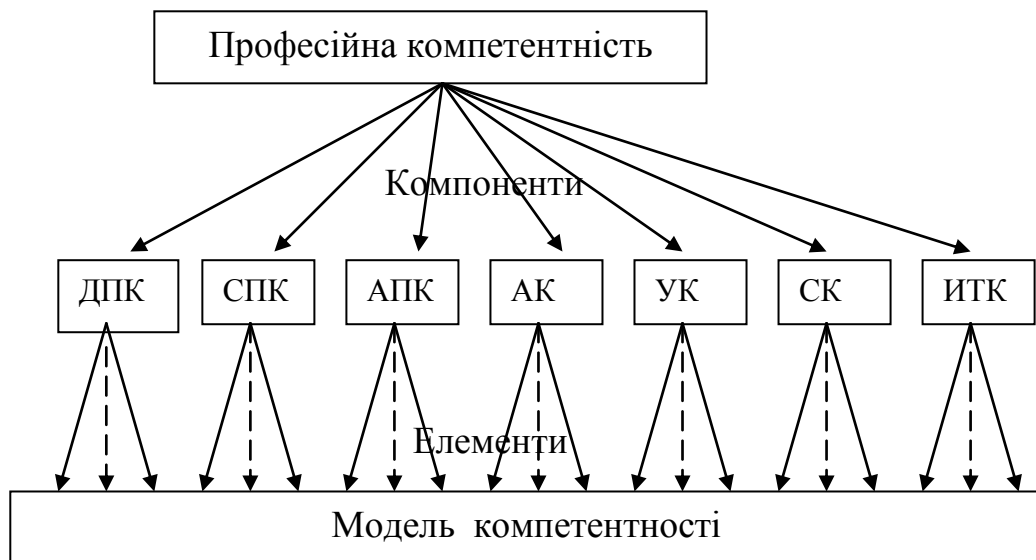 Професійна компетентність
Компоненти
ДПК СПК АПК АК УК СК ИТК
Елементи
Модель компетентності